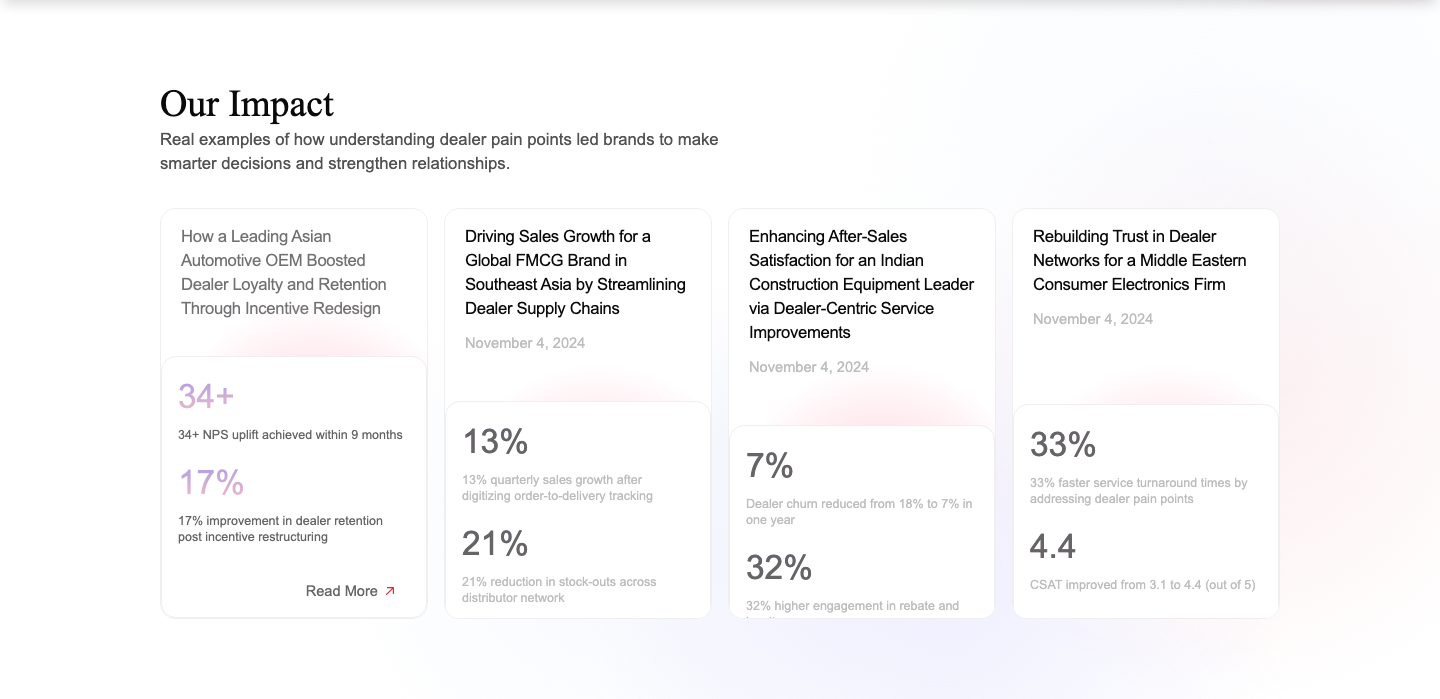 Our Impact
Real examples of how understanding dealer pain points led brands to make
smarter decisions and strengthen relationships.
How a Leading Asian
Automotive OEM Boosted
Dealer Loyalty and Retention
Through Incentive Redesign
34+
34+ NPS uplift achieved within 9 months
17%
17% improvement in dealer retention
post incentive restructuring
Read More
Driving Sales Growth for a
Global FMCG Brand in
Southeast Asia by Streamlining
Dealer Supply Chains
November 4, 2024
13%
13% quarterly sales growth after
digitizing order-to-delivery tracking
21%
21% reduction in stock-outs across
distributor network
Enhancing After-Sales
Satisfaction for an Indian
Construction Equipment Leader
via Dealer-Centric Service
Improvements
November 4, 2024
7%
Dealer churn reduced from 18% to 7% in
one year
32%
32% higher engagement in rebate and
Rebuilding Trust in Dealer
Networks for a Middle Eastern
Consumer Electronics Firm
November 4, 2024
33%
33% faster service turnaround times by
addressing dealer pain points
4.4
CSAT improved from 3.1 to 4.4 (out of 5)